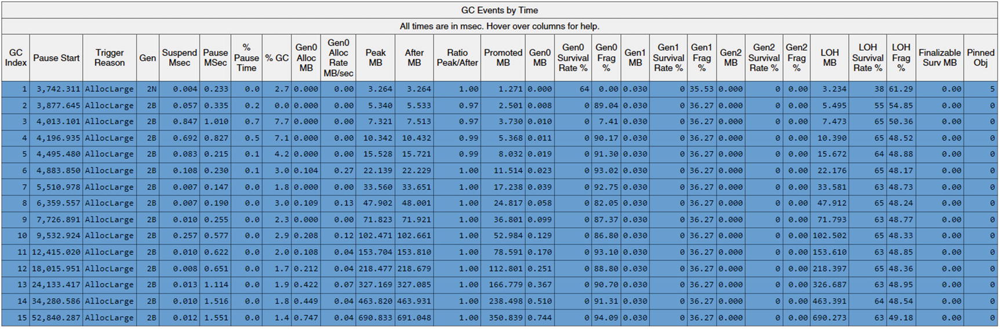 GC Events by Time
All times are in msec. Hover over columns for help.
GC Index Pause Start Trigger Reason Gen Suspend Msec Pause MSec % Pause Time % GC Gen0 Alloc MB Gen0 Alloc Rate MB/sec Peak MB After MB Ratio Peak/After Promoted MB Gen0 MB Gen0 Survival Rate % Gen0 Frag % Gen1 MB Gen1 Survival Rate % Gen1 Frag % Gen2 MB Gen2 Survival Rate % Gen2 Frag % LOH MB LOH Survival Rate % LOH Frag % Finalizable Surv MB Pinned Obj
1 3,742.311 AllocLarge 2N 0.004 0.233 0.0 2.7 0.000 0.00 3.264 3.264 1.00 1.271 0.000 64 0.00 0.030 0 35.53 0.000 0 0.00 3.234 38 61.29 0.00 5
2 3,877.645 AllocLarge 2B 0.057 0.335 0.2 0.0 0.000 0.00 5.340 5.533 0.97 2.501 0.008 0 89.04 0.030 0 36.27 0.000 0 0.00 5.495 55 54.85 0.00 0
3 4,013.101 AllocLarge 2B 0.847 1.010 0.7 7.7 0.000 0.00 7.321 7.513 0.97 3.730 0.010 0 7.41 0.030 0 36.27 0.000 0 0.00 7.473 65 50.36 0.00 0
4 4,196.935 AllocLarge 2B 0.692 0.827 0.5 7.1 0.000 0.00 10.342 10.432 0.99 5.368 0.011 0 90.17 0.030 0 36.27 0.000 0 0.00 10.390 65 48.52 0.00 0
5 4,495.480 AllocLarge 2B 0.083 0.215 0.1 4.2 0.000 0.00 15.528 15.721 0.99 8.032 0.019 0 91.30 0.030 0 36.27 0.000 0 0.00 15.672 64 48.88 0.00 0
6 4,883.850 AllocLarge 2B 0.108 0.230 0.1 3.0 0.104 0.27 22.139 22.229 1.00 11.514 0.023 0 93.02 0.030 0 36.27 0.000 0 0.00 22.176 65 48.17 0.00 0
7 5,510.978 AllocLarge 2B 0.007 0.147 0.0 1.8 0.000 0.00 33.560 33.651 1.00 17.238 0.039 0 92.75 0.030 0 36.27 0.000 0 0.00 33.581 63 48.73 0.00 0
8 6,359.557 AllocLarge 2B 0.007 0.190 0.0 3.0 0.109 0.13 47.902 48.001 1.00 24.817 0.058 0 82.05 0.030 0 36.27 0.000 0 0.00 47.912 65 48.24 0.00 0
9 7,726.891 AllocLarge 2B 0.010 0.255 0.0 2.3 0.000 0.00 71.823 71.921 1.00 36.801 0.099 0 87.37 0.030 0 36.27 0.000 0 0.00 71.793 63 48.77 0.00 0
10 9,532.924 AllocLarge 2B 0.257 0.577 0.0 2.9 0.208 0.12 102.471 102.661 1.00 52.984 0.129 0 86.80 0.030 0 36.27 0.000 0 0.00 102.502 65 48.33 0.00 0
11 12,415.020 AllocLarge 2B 0.010 0.622 0.0 2.0 0.108 0.04 153.704 153.810 1.00 78.591 0.170 0 93.10 0.030 0 36.27 0.000 0 0.00 153.610 63 48.85 0.00 0
12 18,015.951 AllocLarge 2B 0.008 0.651 0.0 1.7 0.212 0.04 218.477 218.679 1.00 112.801 0.251 0 88.80 0.030 0 36.27 0.000 0 0.00 218.397 65 48.36 0.00 0
13 24,133.417 AllocLarge 2B 0.013 1.114 0.0 1.9 0.422 0.07 327.169 327.085 1.00 166.779 0.367 0 90.70 0.030 0 36.27 0.000 0 0.00 326.687 63 48.95 0.00 0
14 34,280.586 AllocLarge 2B 0.010 1.516 0.0 1.8 0.449 0.04 463.820 463.931 1.00 238.498 0.510 0 91.31 0.030 0 36.27 0.000 0 0.00 463.391 64 48.54 0.00 0
15 52,840.287 AllocLarge 2B 0.012 1.551 0.0 1.4 0.747 0.04 690.833 691.048 1.00 350.839 0.744 0 94.09 0.030 0 36.27 0.000 0 0.00 690.273 63 49.18 0.00 0